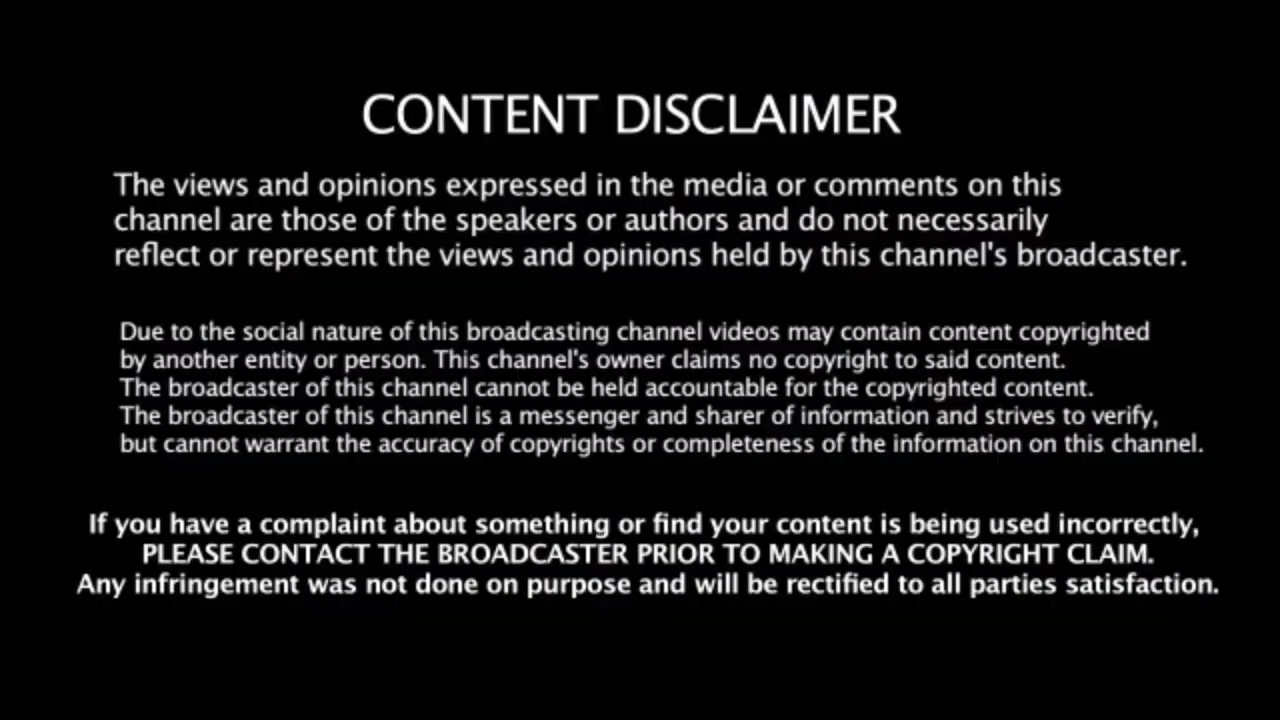 CONTENT DISCLAIMER
The views and opinions expressed in the media or comments on this
channel are those of the speakers or authors and do not necessarily
reflect or represent the views and opinions held by this channel's broadcaster.
Due to the social nature of this broadcasting channel videos may contain content copyrighted
by another entity or person. This channel's owner claims no copyright to said content.
The broadcaster of this channel cannot be held accountable for the copyrighted content.
The broadcaster of this channel is a messenger and sharer of information and strives to verify,
but cannot warrant the accuracy of copyrights or completeness of the information on this channel.
If you have a complaint about something or find your content is being used incorrectly,
PLEASE CONTACT THE BROADCASTER PRIOR TO MAKING A COPYRIGHT CLAIM.
Any infringement was not done on purpose and will be rectified to all parties satisfaction.